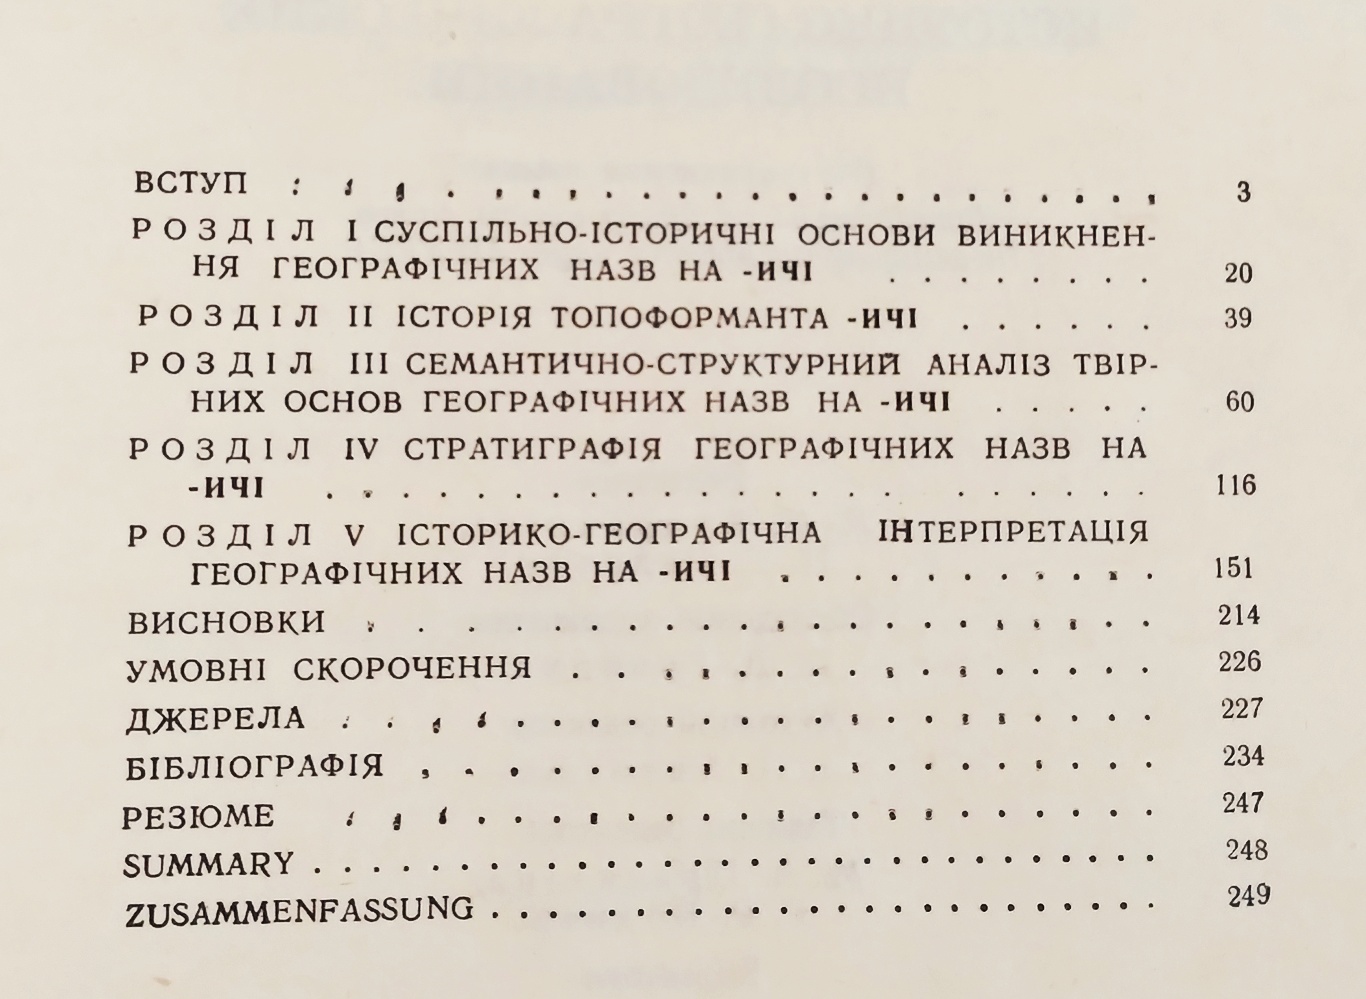 ВСТУП . . . . . . . . . . . . . . . . . . . . . . 3
РОЗДІЛ I СУСПІЛЬНО-ІСТОРИЧНІ ОСНОВИ ВИНИКНЕН-
НЯ ГЕОГРАФІЧНИХ НАЗВ НА -ИЧІ . . . . . . . . 20
РОЗДІЛ II ІСТОРІЯ ТОПОФОРМАНТА -ИЧІ . . . . . . 39
РОЗДІЛ III СЕМАНТИЧНО-СТРУКТУРНИЙ АНАЛІЗ ТВІР-
НИХ ОСНОВ ГЕОГРАФІЧНИХ НАЗВ НА -ИЧІ . . . . . 60
РОЗДІЛ IV СТРАТИГРАФІЯ ГЕОГРАФІЧНИХ НАЗВ НА
-ИЧІ . . . . . . . . . . . . . . . . . . . . . 116
РОЗДІЛ V ІСТОРИКО-ГЕОГРАФІЧНА ІНТЕРПРЕТАЦІЯ
ГЕОГРАФІЧНИХ НАЗВ НА -ИЧІ . . . . . . . . . . . 151
ВИСНОВКИ . . . . . . . . . . . . . . . . . . . . 214
УМОВНІ СКОРОЧЕННЯ . . . . . . . . . . . . . . . 226
ДЖЕРЕЛА . . . . . . . . . . . . . . . . . . . . . . 227
БІБЛІОГРАФІЯ . . . . . . . . . . . . . . . . . . . . 234
РЕЗЮМЕ . . . . . . . . . . . . . . . . . . . . . . 247
SUMMARY . . . . . . . . . . . . . . . . . . . . . . . 248
ZUSAMMENFASSUNG . . . . . . . . . . . . . . . . . . . 249